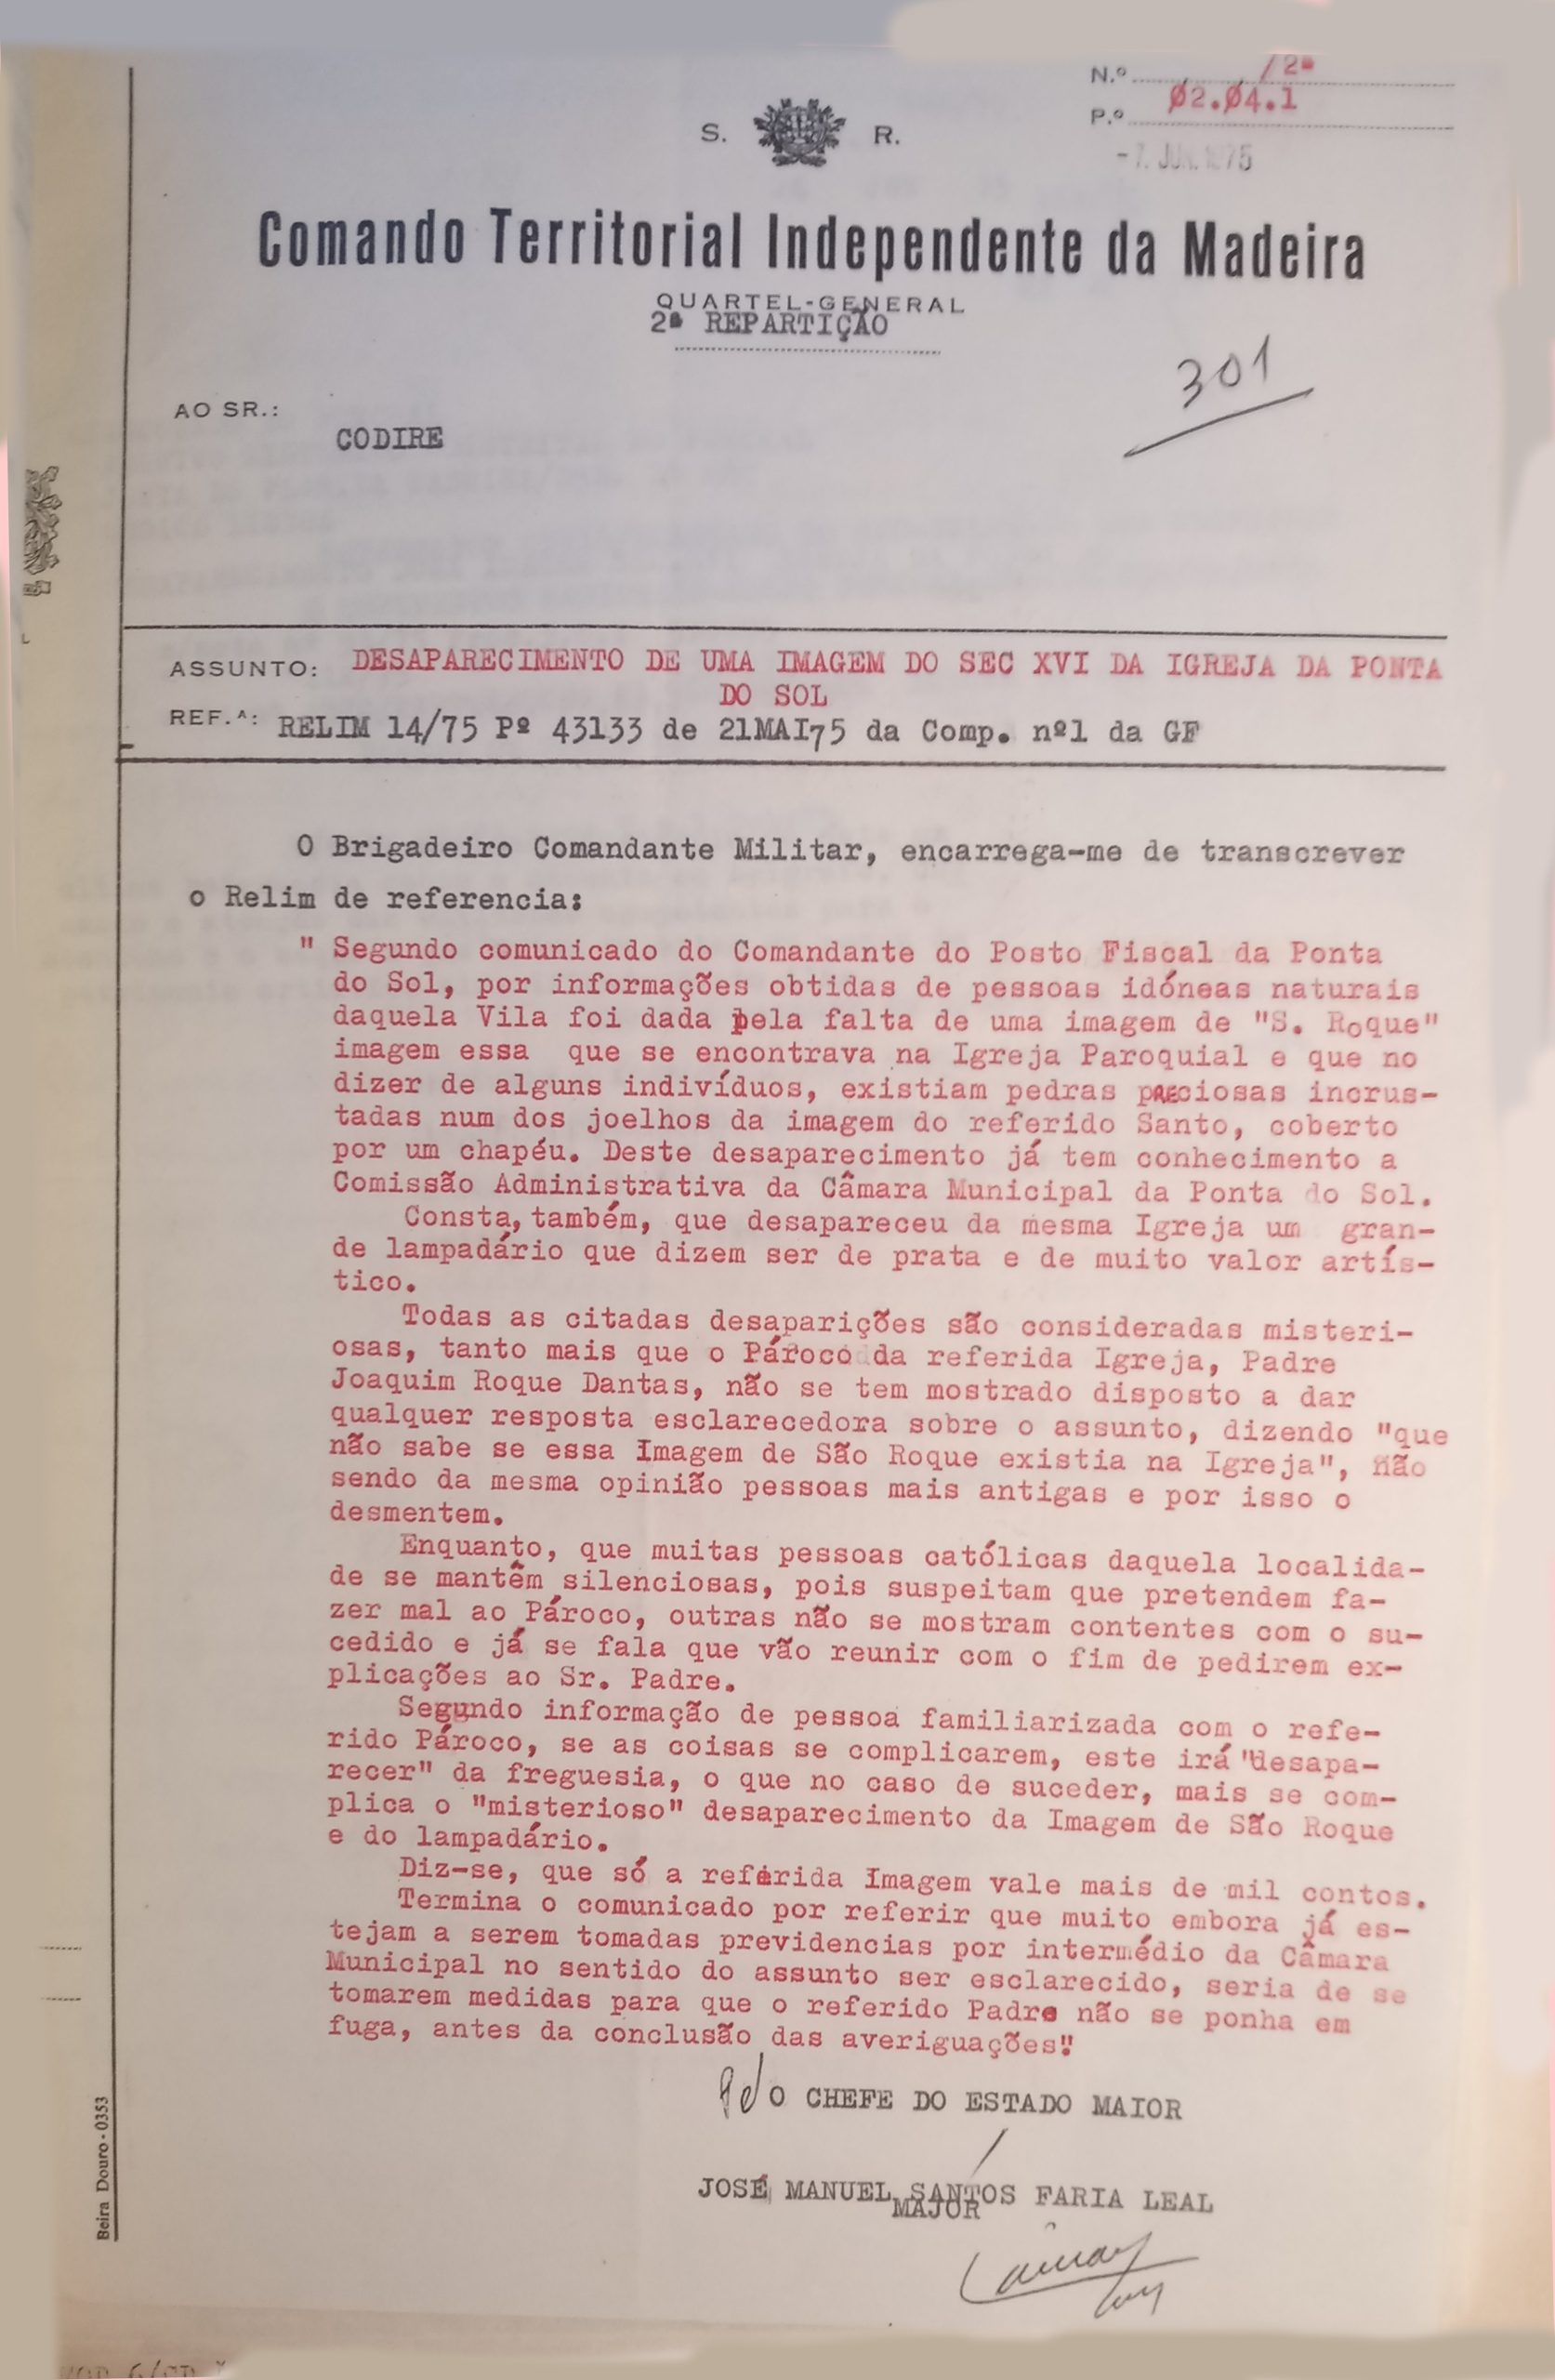 N.º /2ª
P.º 02.04.1
-7. JUN. 1975
S. R.
Comando Territorial Independente da Madeira
QUARTEL-GENERAL
2ª REPARTIÇÃO
301
AO SR.:
CODIRE
ASSUNTO: DESAPARECIMENTO DE UMA IMAGEM DO SEC XVI DA IGREJA DA PONTA
DO SOL
REF.ª: RELIM 14/75 Pº 43133 de 21MAI75 da Comp. nº1 da GF
O Brigadeiro Comandante Militar, encarrega-me de transcrever
o Relim de referencia:
" Segundo comunicado do Comandante do Posto Fiscal da Ponta
do Sol, por informações obtidas de pessoas idóneas naturais
daquela Vila foi dada pela falta de uma imagem de "S. Roque"
imagem essa que se encontrava na Igreja Paroquial e que no
dizer de alguns indivíduos, existiam pedras preciosas incrus-
tadas num dos joelhos da imagem do referido Santo, coberto
por um chapéu. Deste desaparecimento já tem conhecimento a
Comissão Administrativa da Câmara Municipal da Ponta do Sol.
Consta, também, que desapareceu da mesma Igreja um gran-
de lampadário que dizem ser de prata e de muito valor artís-
tico.
Todas as citadas desaparições são consideradas misteri-
osas, tanto mais que o Pároco da referida Igreja, Padre
Joaquim Roque Dantas, não se tem mostrado disposto a dar
qualquer resposta esclarecedora sobre o assunto, dizendo "que
não sabe se essa Imagem de São Roque existia na Igreja", não
sendo da mesma opinião pessoas mais antigas e por isso o
desmentem.
Enquanto, que muitas pessoas católicas daquela localida-
de se mantêm silenciosas, pois suspeitam que pretendem fa-
zer mal ao Pároco, outras não se mostram contentes com o su-
cedido e já se fala que vão reunir com o fim de pedirem ex-
plicações ao Sr. Padre.
Segundo informação de pessoa familiarizada com o refe-
rido Pároco, se as coisas se complicarem, este irá "desapa-
recer" da freguesia, o que no caso de suceder, mais se com-
plica o "misterioso" desaparecimento da Imagem de São Roque
e do lampadário.
Diz-se, que só a referida Imagem vale mais de mil contos.
Termina o comunicado por referir que muito embora já es-
tejam a serem tomadas previdencias por intermédio da Câmara
Municipal no sentido do assunto ser esclarecido, seria de se
tomarem medidas para que o referido Padre não se ponha em
fuga, antes da conclusão das averiguações".
Pel O CHEFE DO ESTADO MAIOR
JOSÉ MANUEL SANTOS FARIA LEAL
MAJOR
Beira Douro - 0353